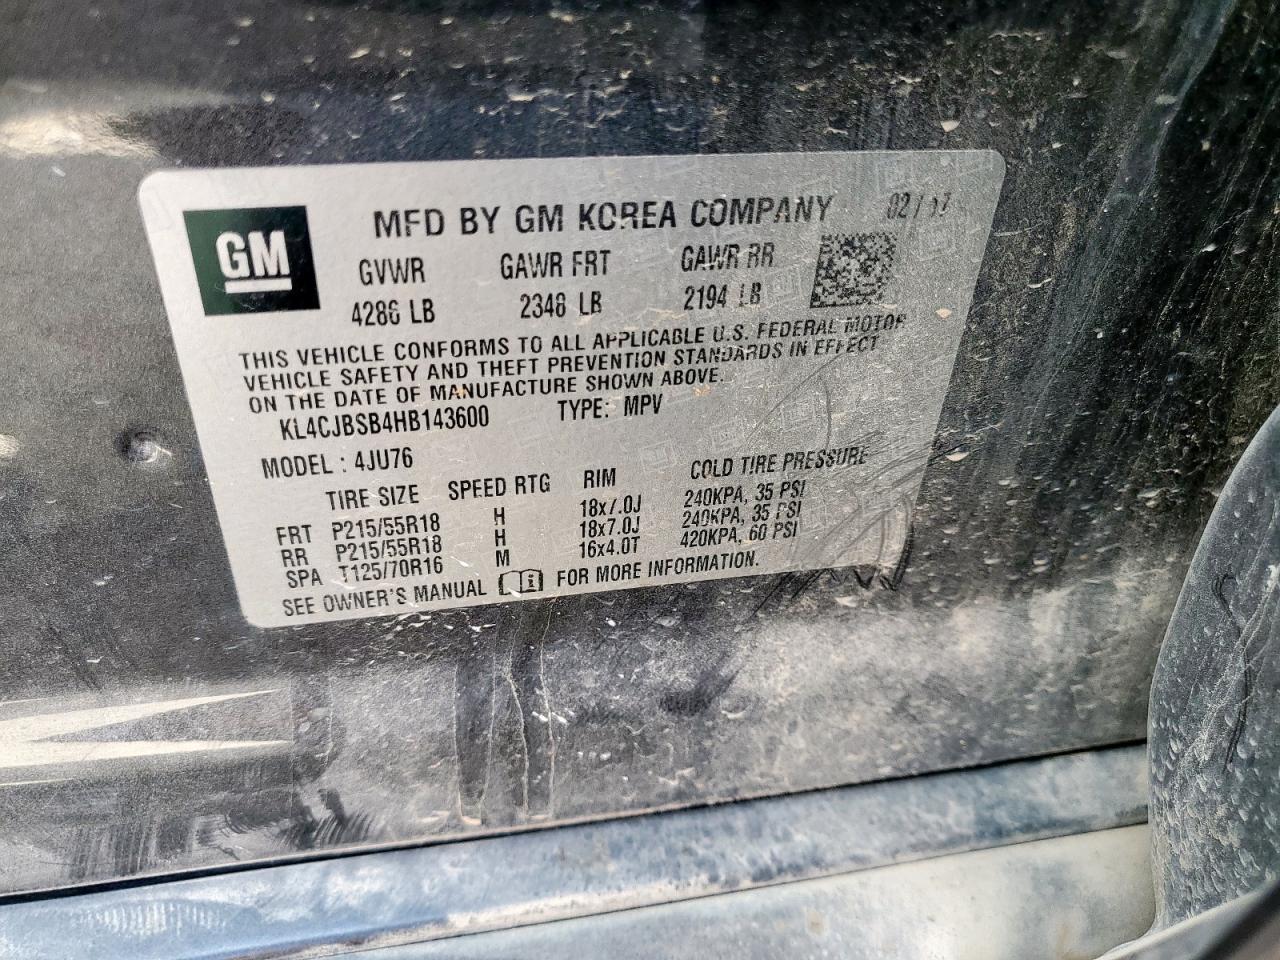 GM
MFD BY GM KOREA COMPANY 02/17
GVWR GAWR FRT GAWR RR
4286 LB 2348 LB 2194 LB
THIS VEHICLE CONFORMS TO ALL APPLICABLE U.S. FEDERAL MOTOR
VEHICLE SAFETY AND THEFT PREVENTION STANDARDS IN EFFECT
ON THE DATE OF MANUFACTURE SHOWN ABOVE.
KL4CJBSB4HB143600 TYPE: MPV
MODEL : 4JU76
TIRE SIZE SPEED RTG RIM COLD TIRE PRESSURE
FRT P215/55R18 H 18x7.0J 240KPA, 35 PSI
RR P215/55R18 H 18x7.0J 240KPA, 35 PSI
SPA T125/70R16 M 16x4.0T 420KPA, 60 PSI
SEE OWNER'S MANUAL i FOR MORE INFORMATION.